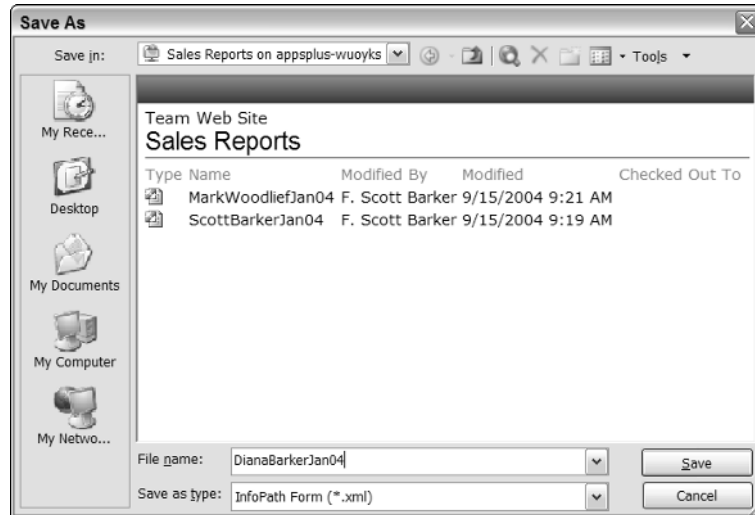 Save As
Save in:
Sales Reports on appsplus-wuoyks
Tools
My Rece...
Desktop
My Documents
My Computer
My Netwo...
Team Web Site
Sales Reports
Type Name Modified By Modified Checked Out To
MarkWoodliefJan04 F. Scott Barker 9/15/2004 9:21 AM
ScottBarkerJan04 F. Scott Barker 9/15/2004 9:19 AM
File name: DianaBarkerJan04 Save
Save as type: InfoPath Form (*.xml) Cancel